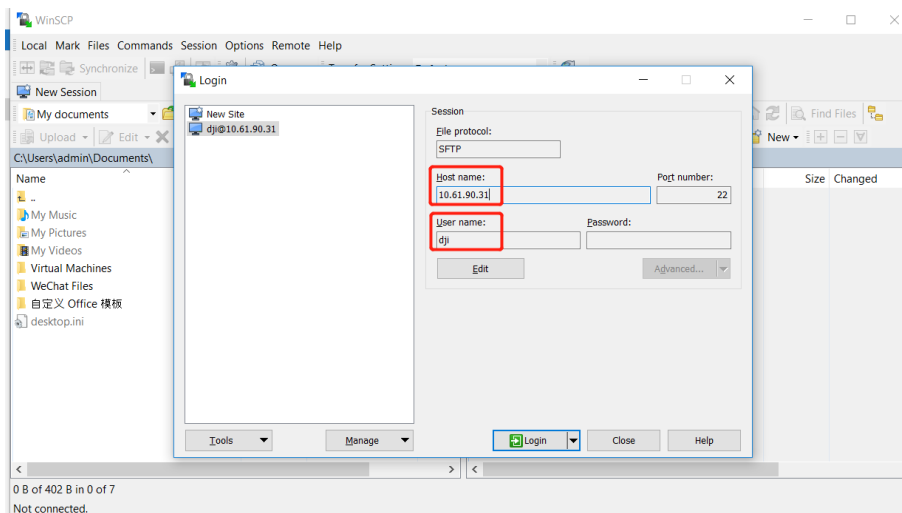 WinSCP
Local Mark Files Commands Session Options Remote Help
Synchronize
New Session
Login
My documents
Find Files
Upload Edit
New
C:\Users\admin\Documents\
Name
Size Changed
..
My Music
My Pictures
My Videos
Virtual Machines
WeChat Files
自定义 Office 模板
desktop.ini
New Site
dji@10.61.90.31
Session
File protocol:
SFTP
Host name: Port number:
10.61.90.31 22
User name: Password:
dji
Edit Advanced...
Tools Manage Login Close Help
0 B of 402 B in 0 of 7
Not connected.